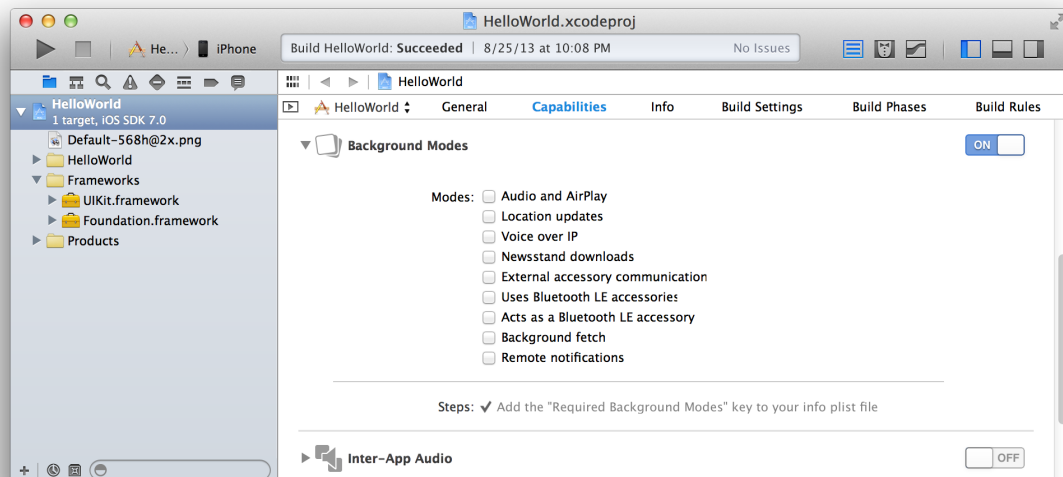 HelloWorld.xcodeproj
He... iPhone
Build HelloWorld: Succeeded | 8/25/13 at 10:08 PM No Issues
HelloWorld
HelloWorld
1 target, iOS SDK 7.0
Default-568h@2x.png
HelloWorld
Frameworks
UIKit.framework
Foundation.framework
Products
HelloWorld General Capabilities Info Build Settings Build Phases Build Rules
Background Modes ON
Modes: Audio and AirPlay
Location updates
Voice over IP
Newsstand downloads
External accessory communication
Uses Bluetooth LE accessories
Acts as a Bluetooth LE accessory
Background fetch
Remote notifications
Steps: ✓ Add the "Required Background Modes" key to your info plist file
Inter-App Audio OFF